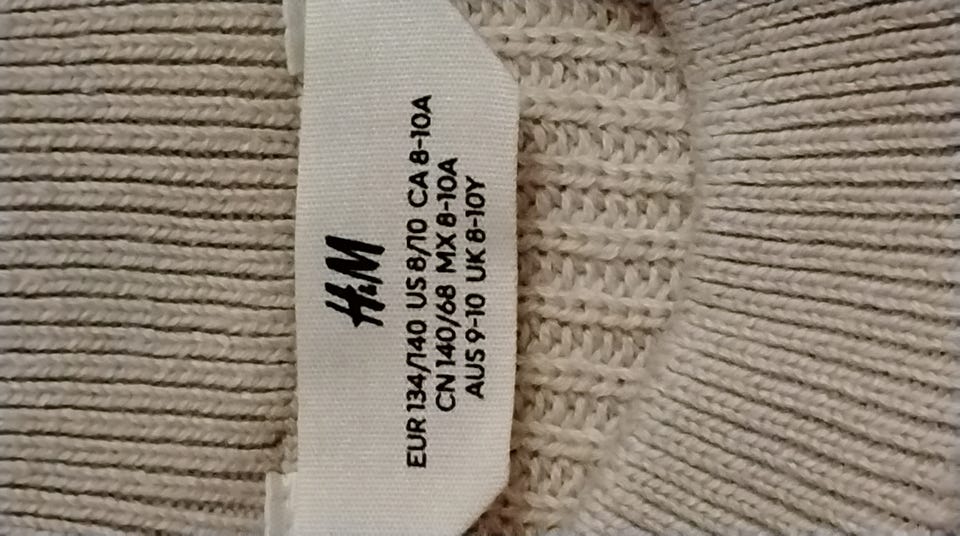 H&M
EUR 134/140 US 8/10 CA 8-10A
CN 140/68 MX 8-10A
AUS 9-10 UK 8-10Y